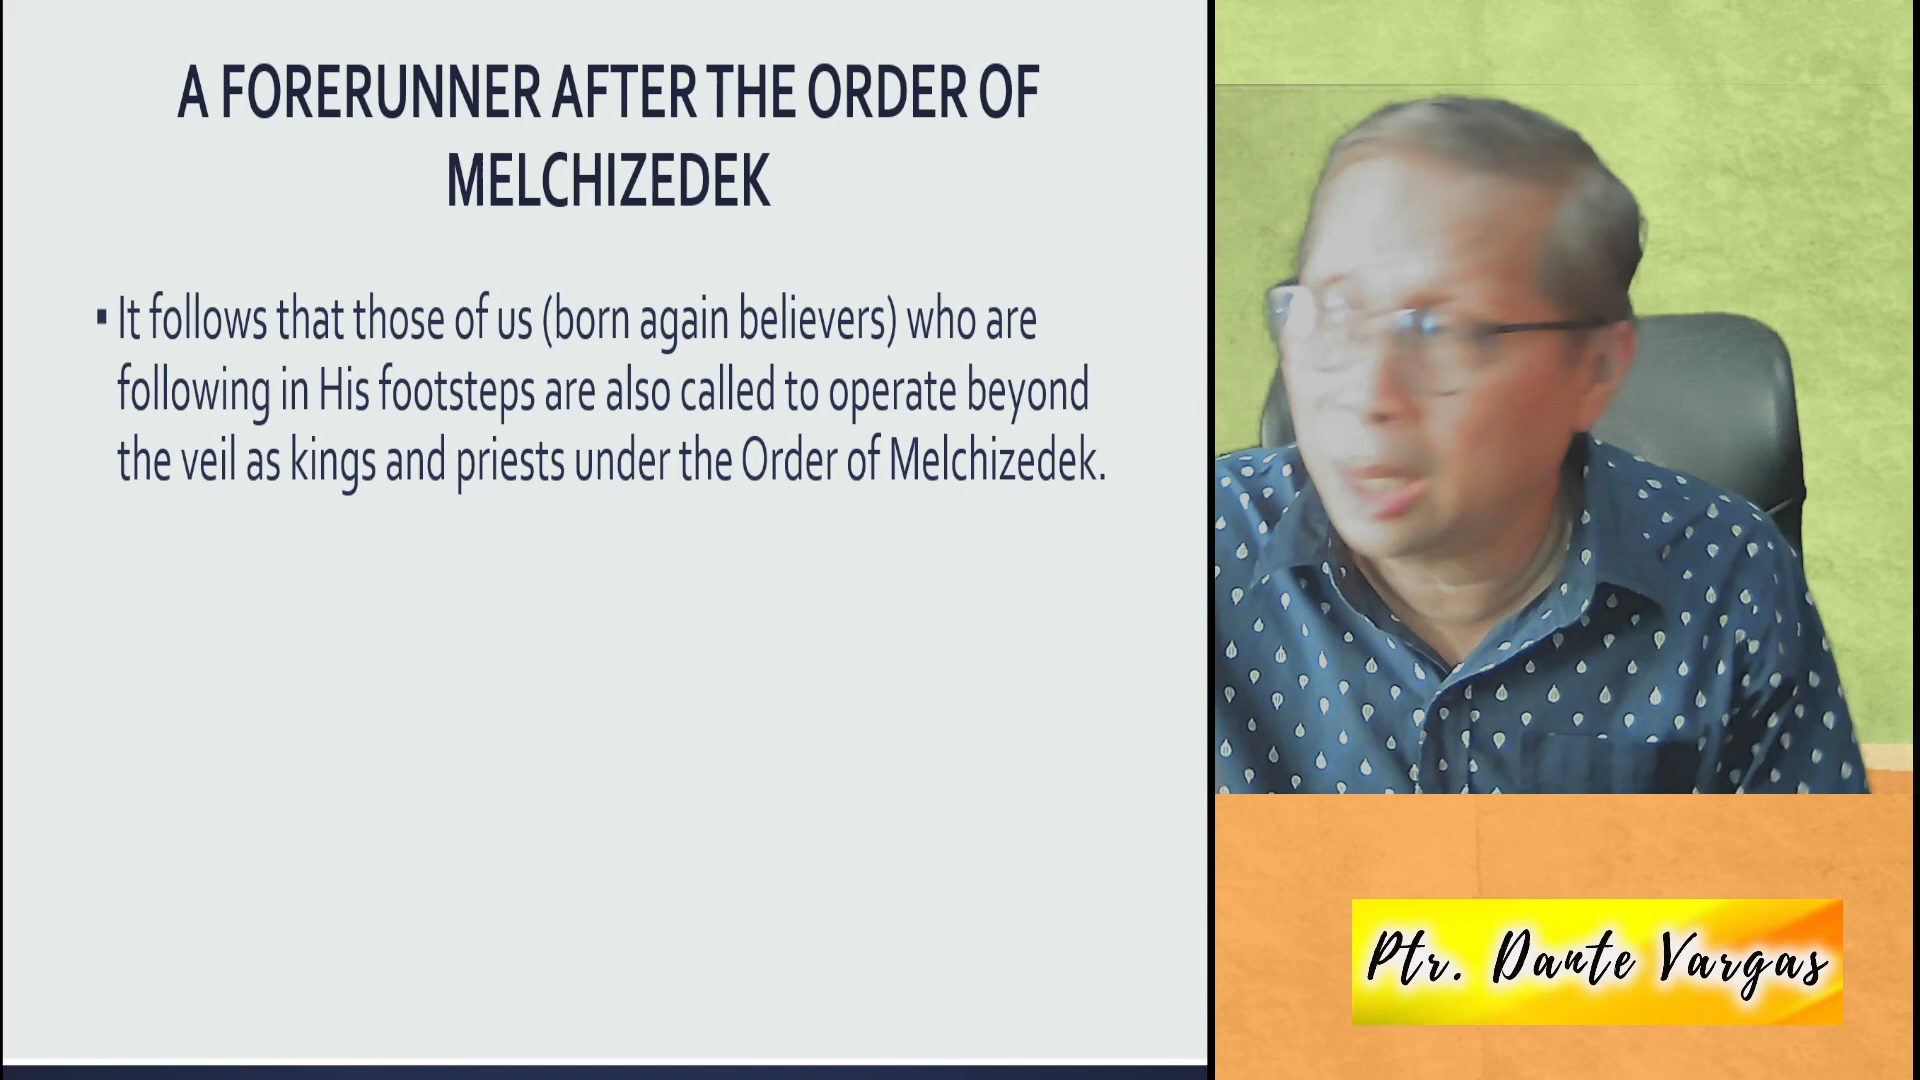 A FORERUNNER AFTER THE ORDER OF
MELCHIZEDEK
▪ It follows that those of us (born again believers) who are
following in His footsteps are also called to operate beyond
the veil as kings and priests under the Order of Melchizedek.
Ptr. Dante Vargas